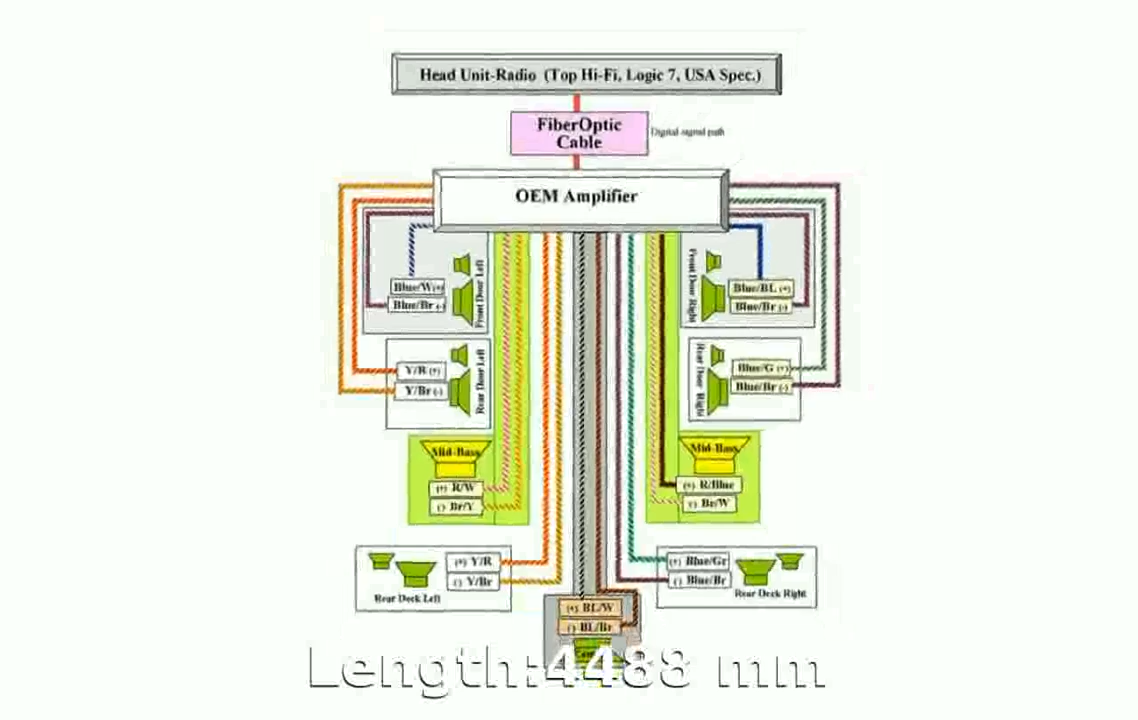 Head Unit-Radio (Top Hi-Fi, Logic 7, USA Spec.)
FiberOptic
Cable
Digital signal path
OEM Amplifier
Blue/W(+)
Blue/Br (-)
Front Door Left
Front Door Right
Blue/BL (+)
Blue/Br (-)
Y/R (+)
Y/Br (-)
Rear Door Left
Rear Door Right
Blue/G (+)
Blue/Br (-)
Mid-Bass
(+) R/W
(-) Br/Y
Mid-Bass
(+) R/Blue
(-) Br/W
(+) Y/R
(-) Y/Br
Rear Deck Left
(+) Blue/Gr
(-) Blue/Br
Rear Deck Right
(+) BL/W
(-) BL/Br
Length:4488 mm